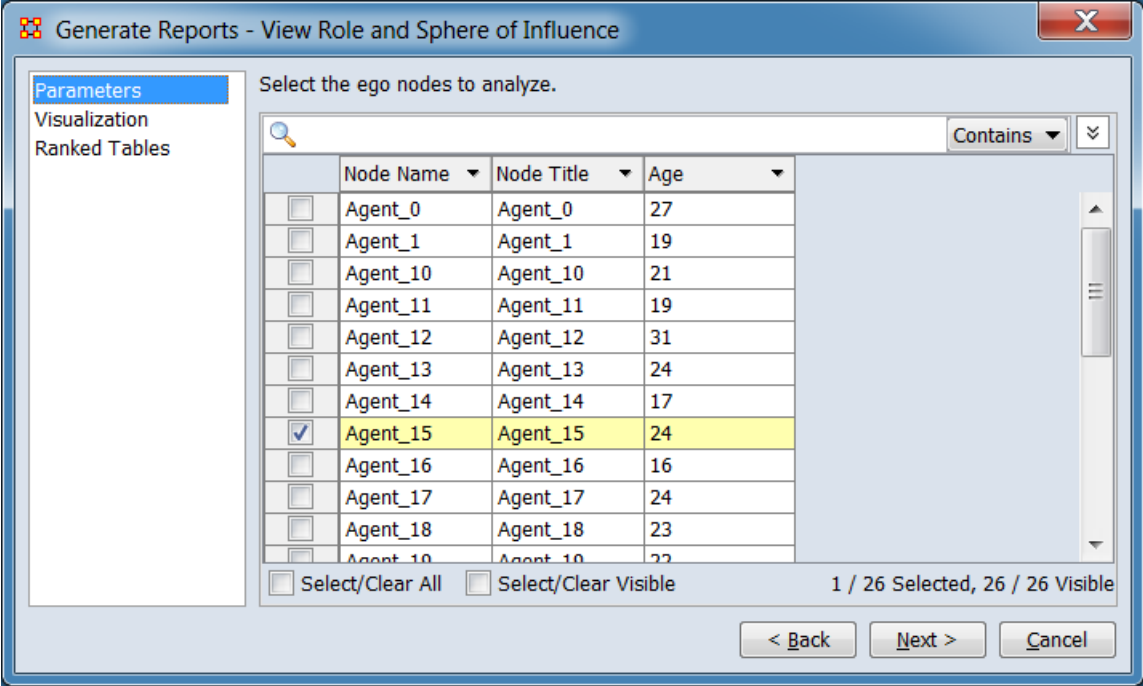 Generate Reports - View Role and Sphere of Influence
Parameters
Visualization
Ranked Tables
Select the ego nodes to analyze.
Contains
Node Name Node Title Age
Agent_0 Agent_0 27
Agent_1 Agent_1 19
Agent_10 Agent_10 21
Agent_11 Agent_11 19
Agent_12 Agent_12 31
Agent_13 Agent_13 24
Agent_14 Agent_14 17
Agent_15 Agent_15 24
Agent_16 Agent_16 16
Agent_17 Agent_17 24
Agent_18 Agent_18 23
Agent_19 Agent_19 22
Select/Clear All Select/Clear Visible 1 / 26 Selected, 26 / 26 Visible
< Back Next > Cancel